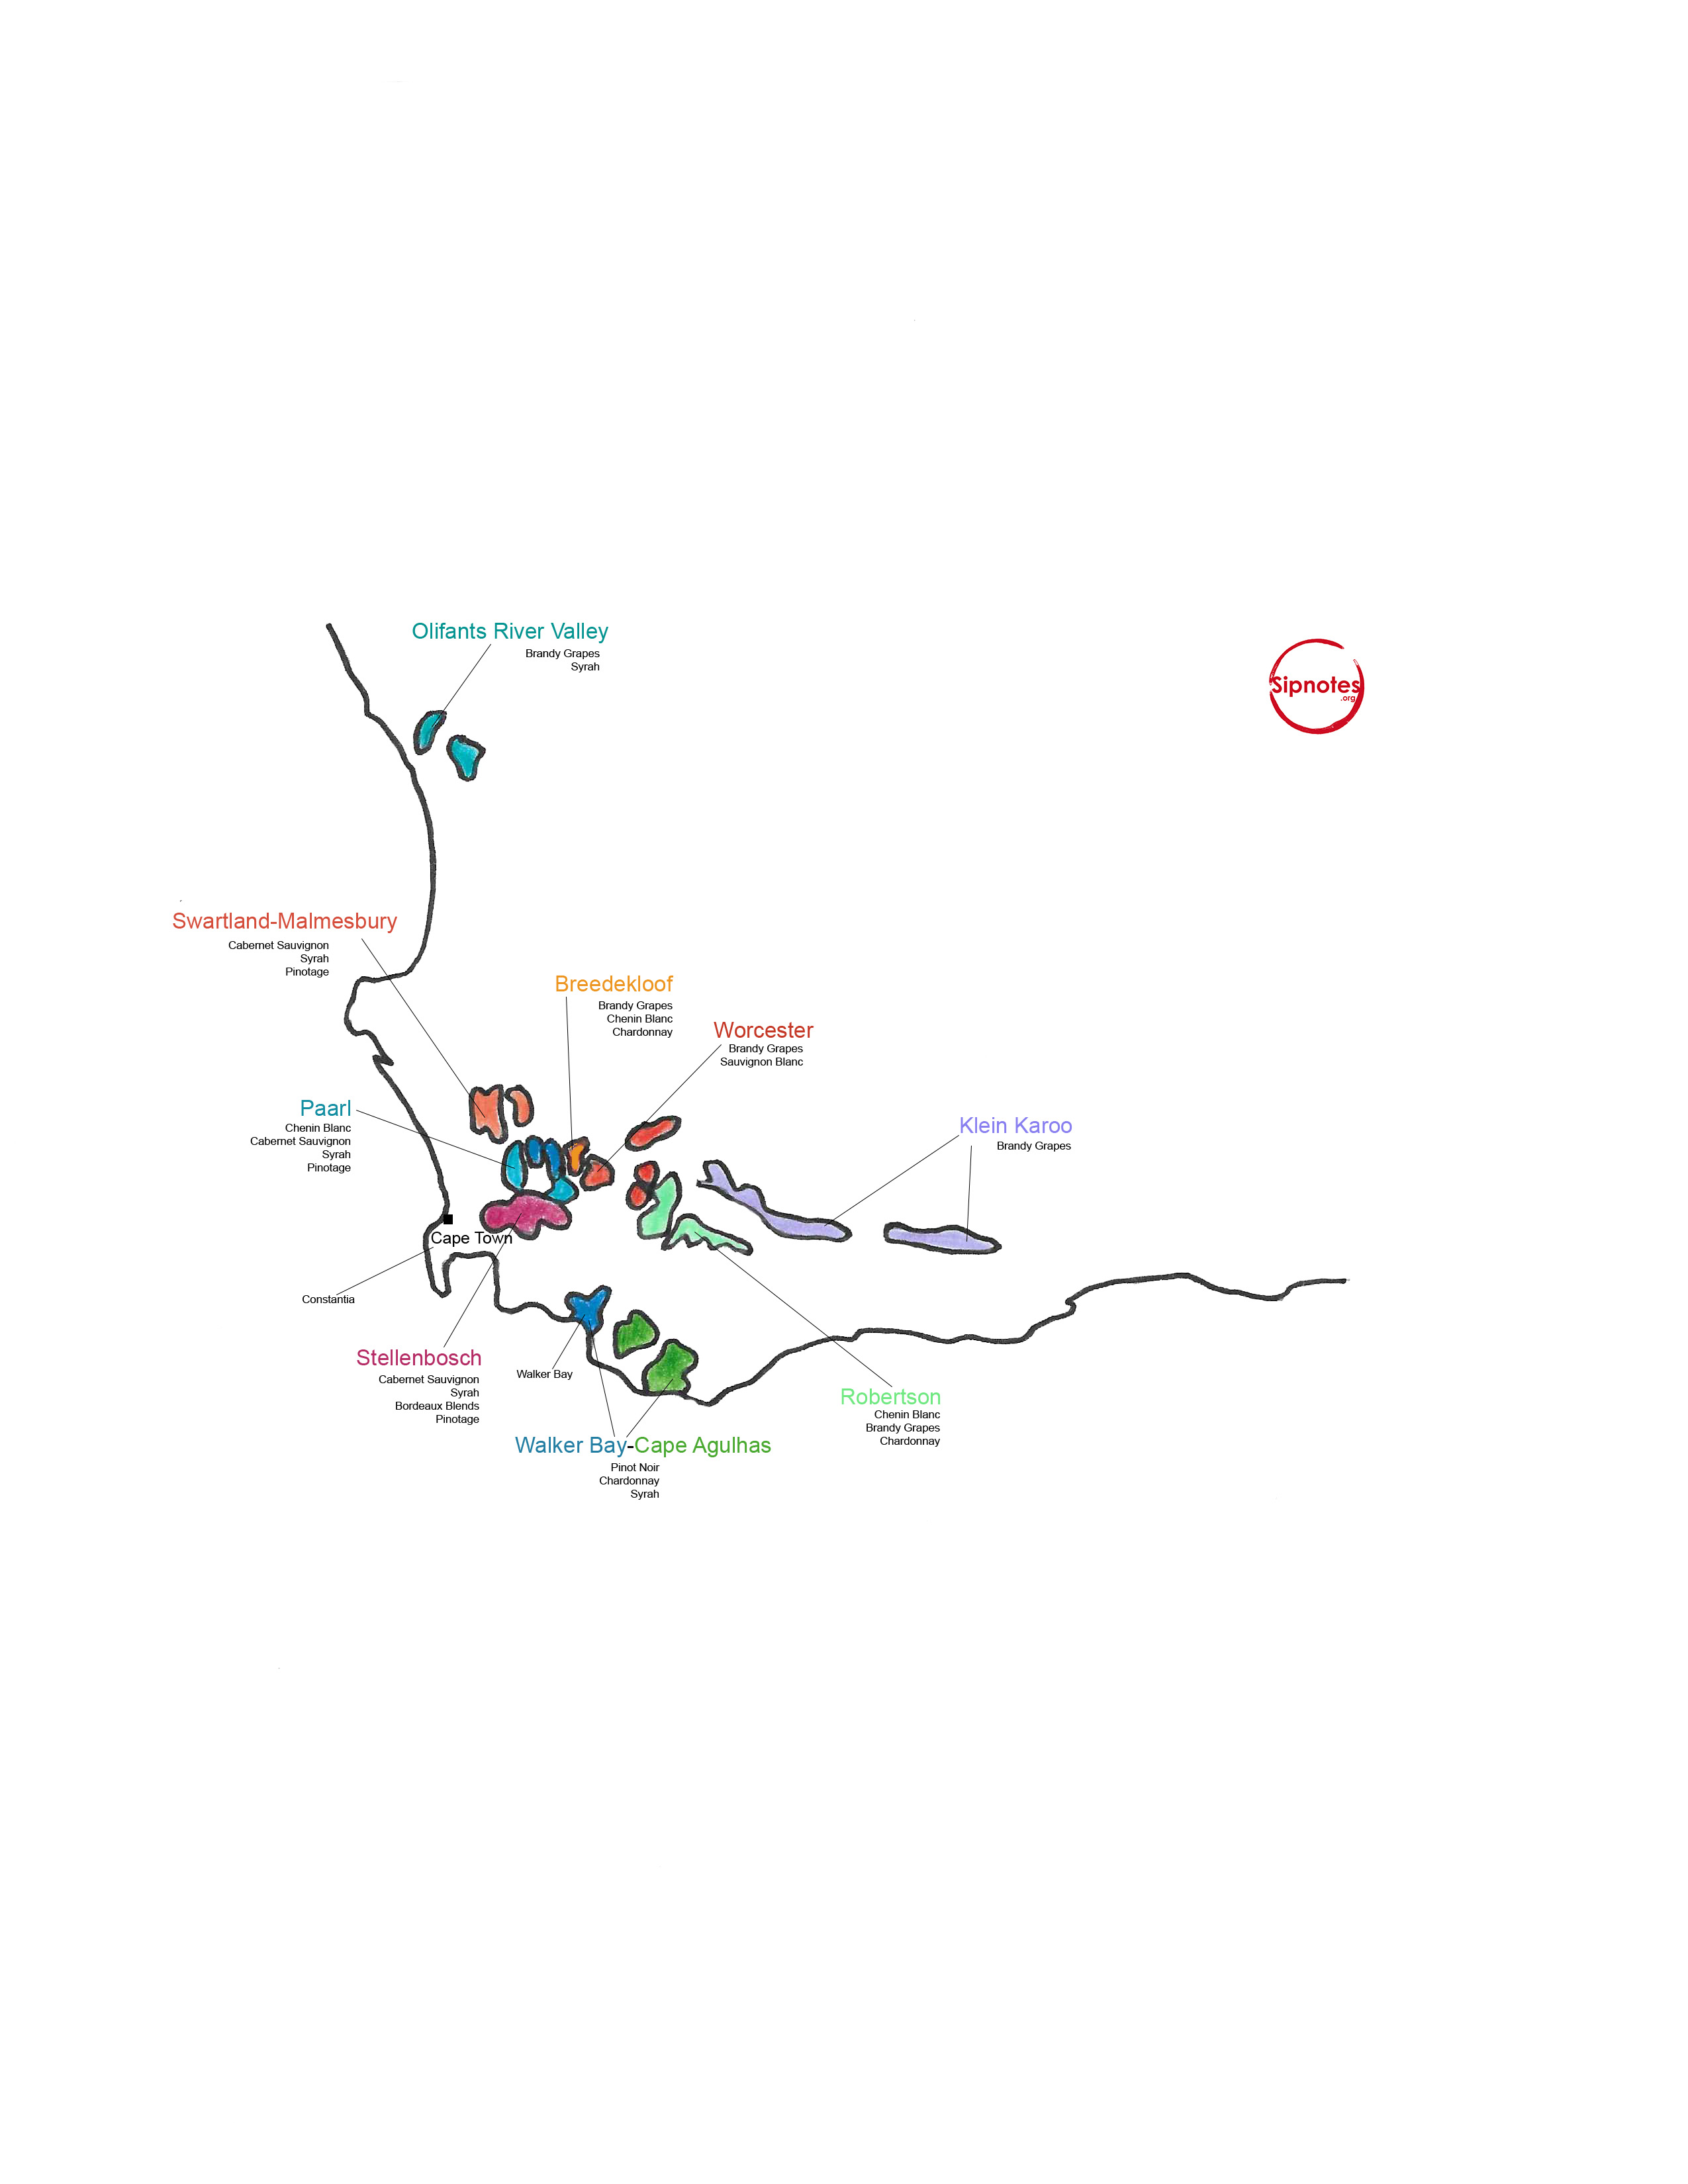 Olifants River Valley
Brandy Grapes
Syrah
Sipnotes
.org
Swartland-Malmesbury
Cabernet Sauvignon
Syrah
Pinotage
Breedekloof
Brandy Grapes
Chenin Blanc
Chardonnay
Worcester
Brandy Grapes
Sauvignon Blanc
Paarl
Chenin Blanc
Cabernet Sauvignon
Syrah
Pinotage
Klein Karoo
Brandy Grapes
Cape Town
Constantia
Stellenbosch
Cabernet Sauvignon
Syrah
Bordeaux Blends
Pinotage
Walker Bay
Robertson
Chenin Blanc
Brandy Grapes
Chardonnay
Walker Bay-Cape Agulhas
Pinot Noir
Chardonnay
Syrah